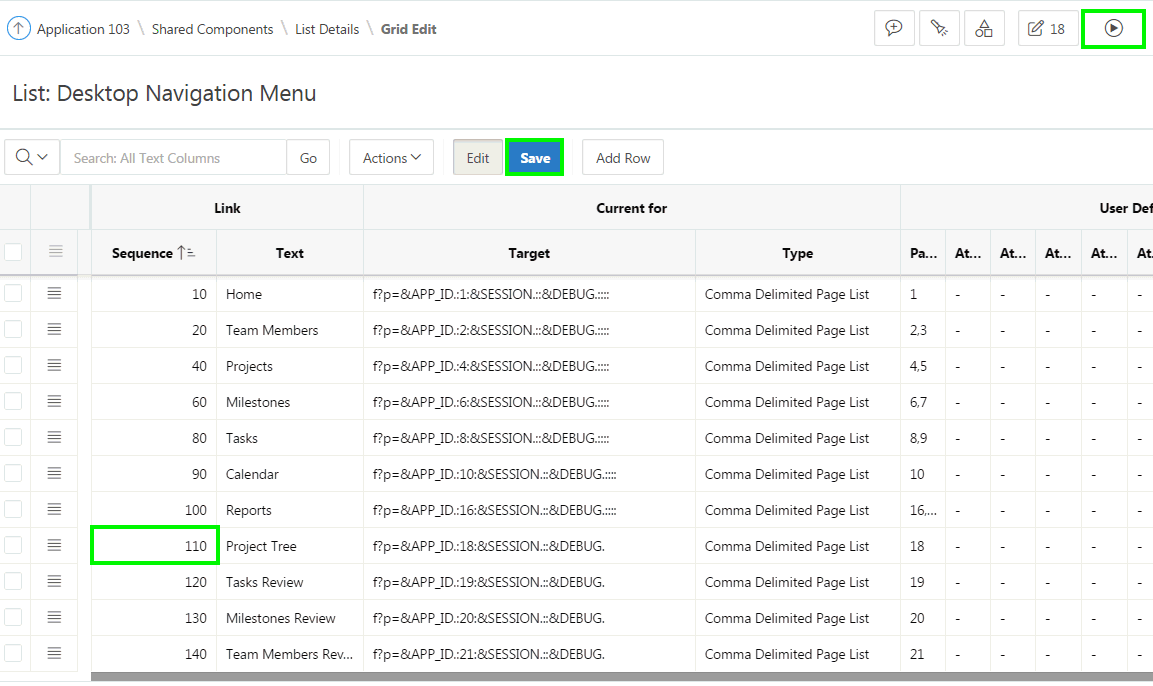 Application 103 \ Shared Components \ List Details \ Grid Edit 18
List: Desktop Navigation Menu
Search: All Text Columns Go Actions Edit Save Add Row
Link Current for User Def
Sequence Text Target Type Pa... At... At... At... At... At.
10 Home f?p=&APP_ID.:1:&SESSION.::&DEBUG.:::: Comma Delimited Page List 1 - - - - -
20 Team Members f?p=&APP_ID.:2:&SESSION.::&DEBUG.:::: Comma Delimited Page List 2,3 - - - - -
40 Projects f?p=&APP_ID.:4:&SESSION.::&DEBUG.:::: Comma Delimited Page List 4,5 - - - - -
60 Milestones f?p=&APP_ID.:6:&SESSION.::&DEBUG.:::: Comma Delimited Page List 6,7 - - - - -
80 Tasks f?p=&APP_ID.:8:&SESSION.::&DEBUG.:::: Comma Delimited Page List 8,9 - - - - -
90 Calendar f?p=&APP_ID.:10:&SESSION.::&DEBUG.:::: Comma Delimited Page List 10 - - - - -
100 Reports f?p=&APP_ID.:16:&SESSION.::&DEBUG.:::: Comma Delimited Page List 16,... - - - - -
110 Project Tree f?p=&APP_ID.:18:&SESSION.::&DEBUG. Comma Delimited Page List 18 - - - - -
120 Tasks Review f?p=&APP_ID.:19:&SESSION.::&DEBUG. Comma Delimited Page List 19 - - - - -
130 Milestones Review f?p=&APP_ID.:20:&SESSION.::&DEBUG. Comma Delimited Page List 20 - - - - -
140 Team Members Rev... f?p=&APP_ID.:21:&SESSION.::&DEBUG. Comma Delimited Page List 21 - - - - -